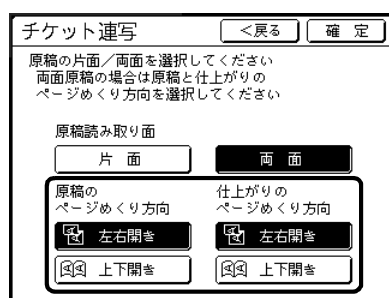 チケット連写
<戻る
確 定
原稿の片面／両面を選択してください
両面原稿の場合は原稿と仕上がりの
ページめくり方向を選択してください
原稿読み取り面
片 面
両 面
原稿の
ページめくり方向
左右開き
上下開き
仕上がりの
ページめくり方向
左右開き
上下開き